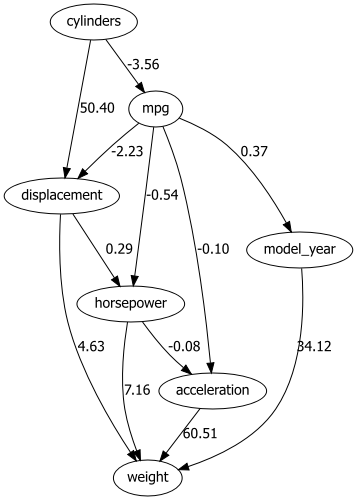 cylinders
-3.56
50.40
mpg
-2.23
0.37
-0.54
displacement
0.29
-0.10
model_year
horsepower
4.63
-0.08
34.12
7.16
acceleration
60.51
weight